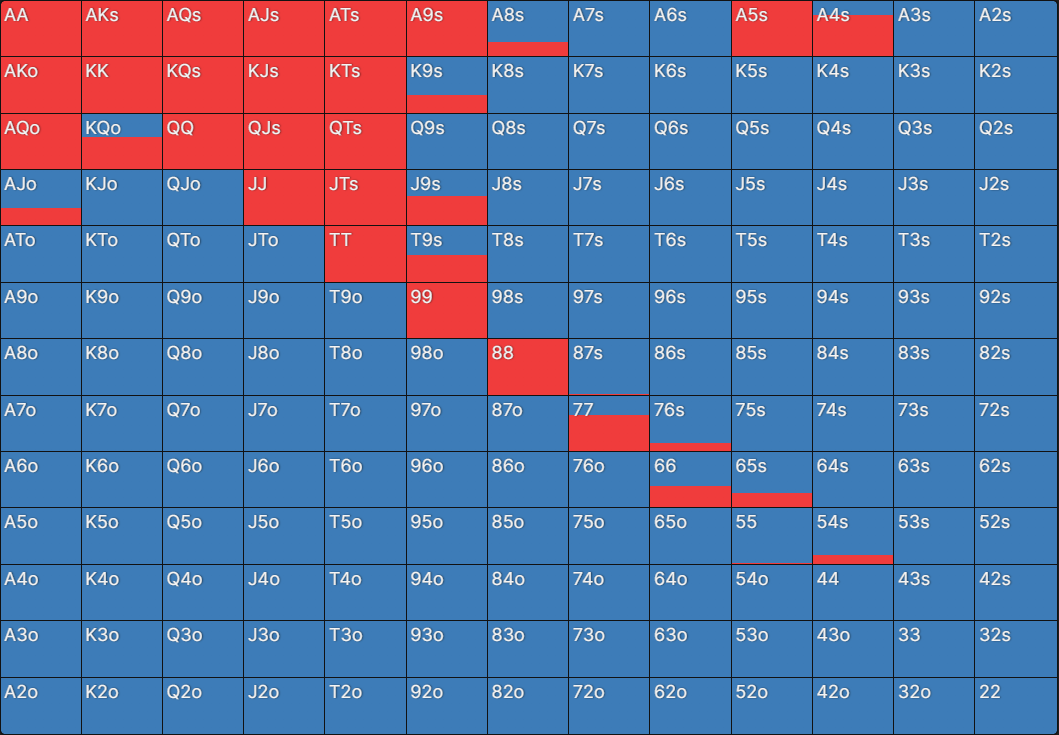 AA AKs AQs AJs ATs A9s A8s A7s A6s A5s A4s A3s A2s
AKo KK KQs KJs KTs K9s K8s K7s K6s K5s K4s K3s K2s
AQo KQo QQ QJs QTs Q9s Q8s Q7s Q6s Q5s Q4s Q3s Q2s
AJo KJo QJo JJ JTs J9s J8s J7s J6s J5s J4s J3s J2s
ATo KTo QTo JTo TT T9s T8s T7s T6s T5s T4s T3s T2s
A9o K9o Q9o J9o T9o 99 98s 97s 96s 95s 94s 93s 92s
A8o K8o Q8o J8o T8o 98o 88 87s 86s 85s 84s 83s 82s
A7o K7o Q7o J7o T7o 97o 87o 77 76s 75s 74s 73s 72s
A6o K6o Q6o J6o T6o 96o 86o 76o 66 65s 64s 63s 62s
A5o K5o Q5o J5o T5o 95o 85o 75o 65o 55 54s 53s 52s
A4o K4o Q4o J4o T4o 94o 84o 74o 64o 54o 44 43s 42s
A3o K3o Q3o J3o T3o 93o 83o 73o 63o 53o 43o 33 32s
A2o K2o Q2o J2o T2o 92o 82o 72o 62o 52o 42o 32o 22